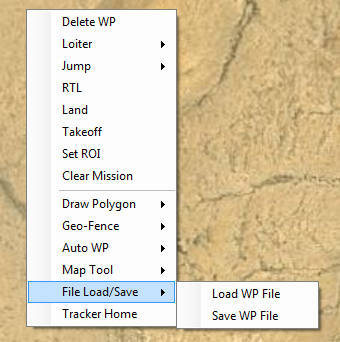 Delete WP
Loiter
Jump
RTL
Land
Takeoff
Set ROI
Clear Mission
Draw Polygon
Geo-Fence
Auto WP
Map Tool
File Load/Save
Tracker Home
Load WP File
Save WP File